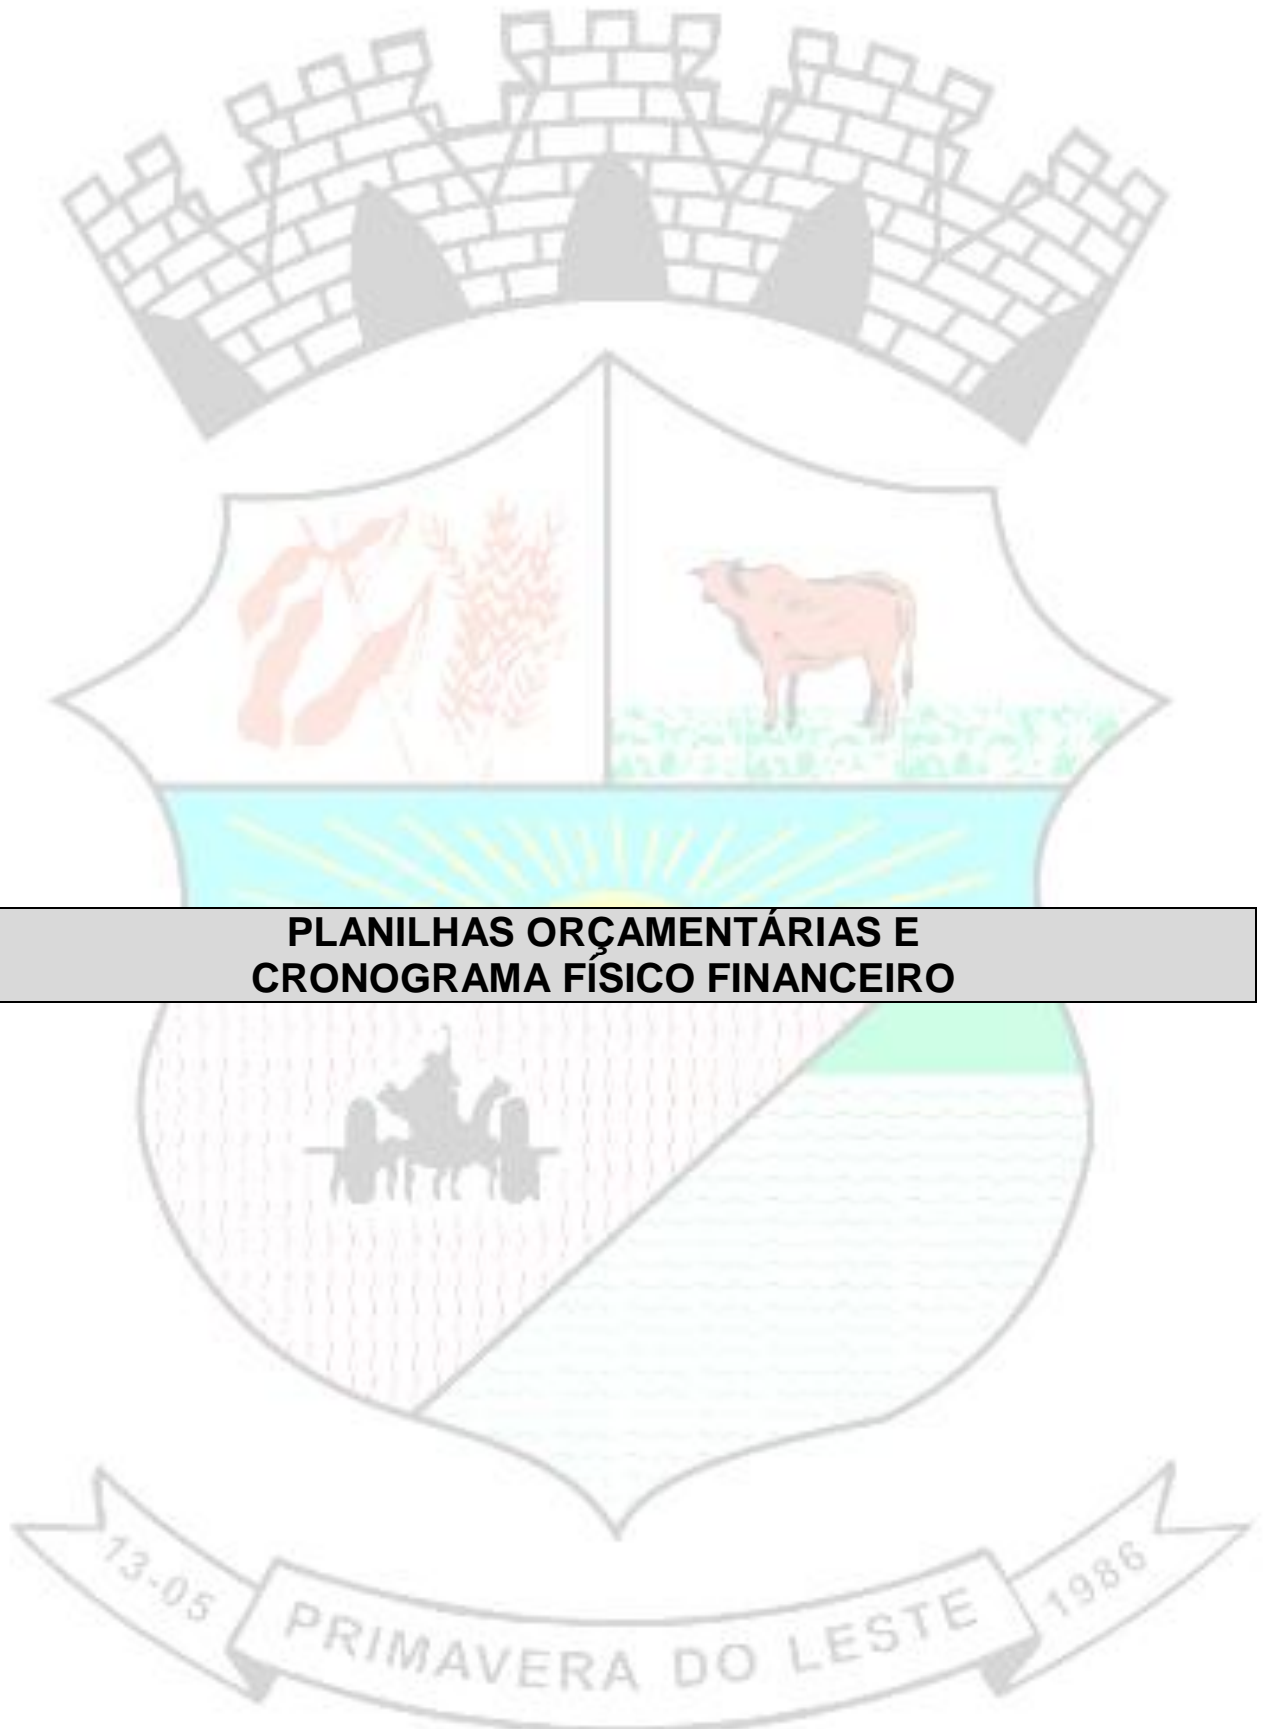 PLANILHAS ORÇAMENTÁRIAS E
CRONOGRAMA FÍSICO FINANCEIRO
13-05
PRIMAVERA DO LESTE
1986